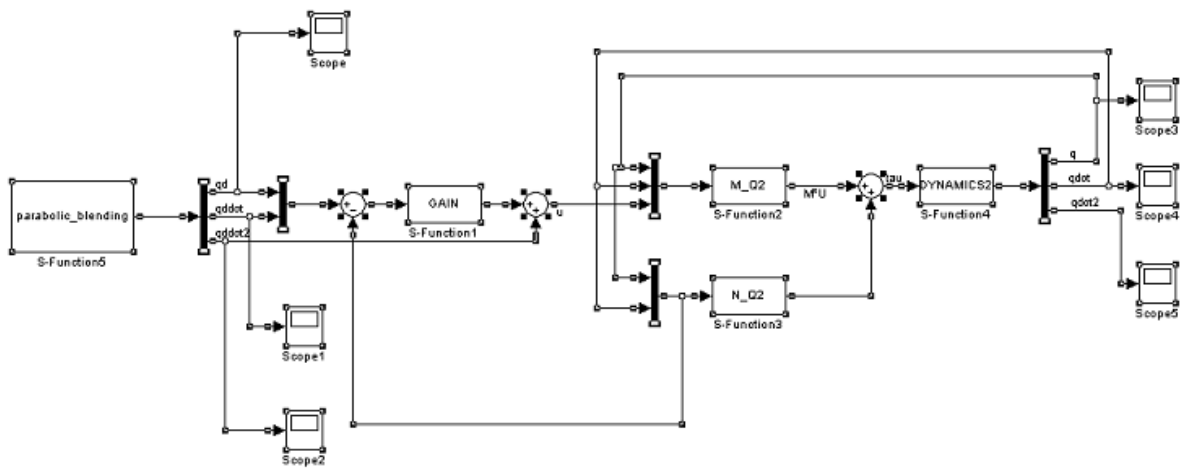 Scope
parabolic_blending
S-Function5
qd
qddot
qddot2
GAIN
S-Function1
u
M_Q2
S-Function2
M*U
N_Q2
S-Function3
tau
DYNAMICS2
S-Function4
q
qdot
qdot2
Scope3
Scope4
Scope5
Scope1
Scope2